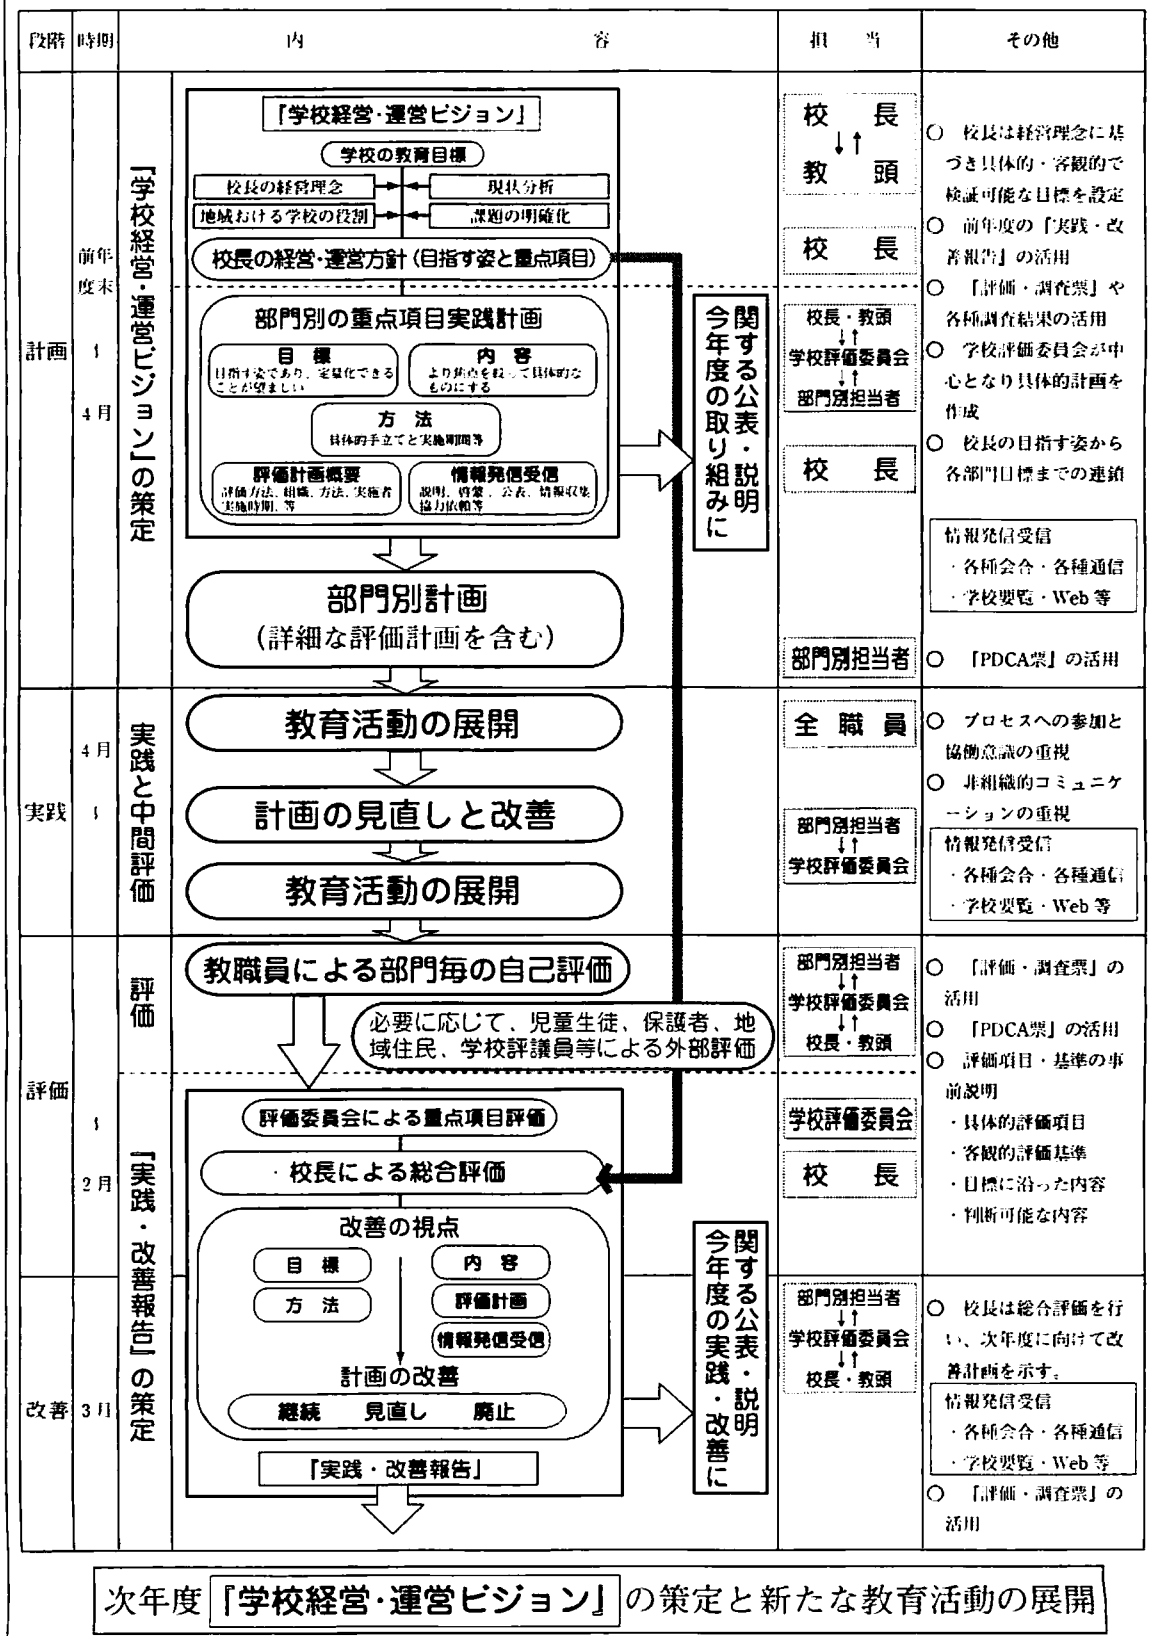 段階 時期 内 容 担 当 その他
計画
前年
度末
〜
4月
『学校経営・運営ビジョン』の策定
『学校経営・運営ビジョン』
学校の教育目標
校長の経営理念
現状分析
地域おける学校の役割
課題の明確化
校長の経営・運営方針(目指す姿と重点項目)
部門別の重点項目実践計画
目 標
目指す姿であり、定量化できる
ことが望ましい
内 容
より焦点を絞って具体的な
ものにする
方 法
具体的手立てと実施期間等
評価計画概要
評価方法、組織、方法、実施者
実施時期、等
情報発信受信
説明、啓蒙、公表、情報収集
協力依頼等
部門別計画
(詳細な評価計画を含む)
今年度の取り組みに
関する公表・説明
校 長
↓↑
教 頭
校 長
校長・教頭
↓↑
学校評価委員会
↓↑
部門別担当者
校 長
部門別担当者
○ 校長は経営理念に基
づき具体的・客観的で
検証可能な目標を設定
○ 前年度の『実践・改
善報告』の活用
○ 『評価・調査票』や
各種調査結果の活用
○ 学校評価委員会が中
心となり具体的計画を
作成
○ 校長の目指す姿から
各部門目標までの連鎖
情報発信受信
・各種会合・各種通信
・学校要覧・Web等
○ 『PDCA票』の活用
実践
4月
〜
実践と中間評価
教育活動の展開
計画の見直しと改善
教育活動の展開
全 職 員
部門別担当者
↓↑
学校評価委員会
○ プロセスへの参加と
協働意識の重視
○ 非組織的コミュニケ
ーションの重視
情報発信受信
・各種会合・各種通信
・学校要覧・Web等
評価
〜
2月
評価
教職員による部門毎の自己評価
必要に応じて、児童生徒、保護者、地
域住民、学校評議員等による外部評価
部門別担当者
↓↑
学校評価委員会
↓↑
校長・教頭
学校評価委員会
校 長
○ 『評価・調査票』の
活用
○ 『PDCA票』の活用
○ 評価項目・基準の事
前説明
・具体的評価項目
・客観的評価基準
・目標に沿った内容
・判断可能な内容
『実践・改善報告』の策定
評価委員会による重点項目評価
・校長による総合評価
改善の視点
目 標
内 容
方 法
評価計画
情報発信受信
計画の改善
継続 見直し 廃止
『実践・改善報告』
今年度の実践・改善に
関する公表・説明
改善
3月
部門別担当者
↓↑
学校評価委員会
↓↑
校長・教頭
○ 校長は総合評価を行
い、次年度に向けて改
善計画を示す。
情報発信受信
・各種会合・各種通信
・学校要覧・Web等
○ 『評価・調査票』の
活用
次年度『学校経営・運営ビジョン』の策定と新たな教育活動の展開